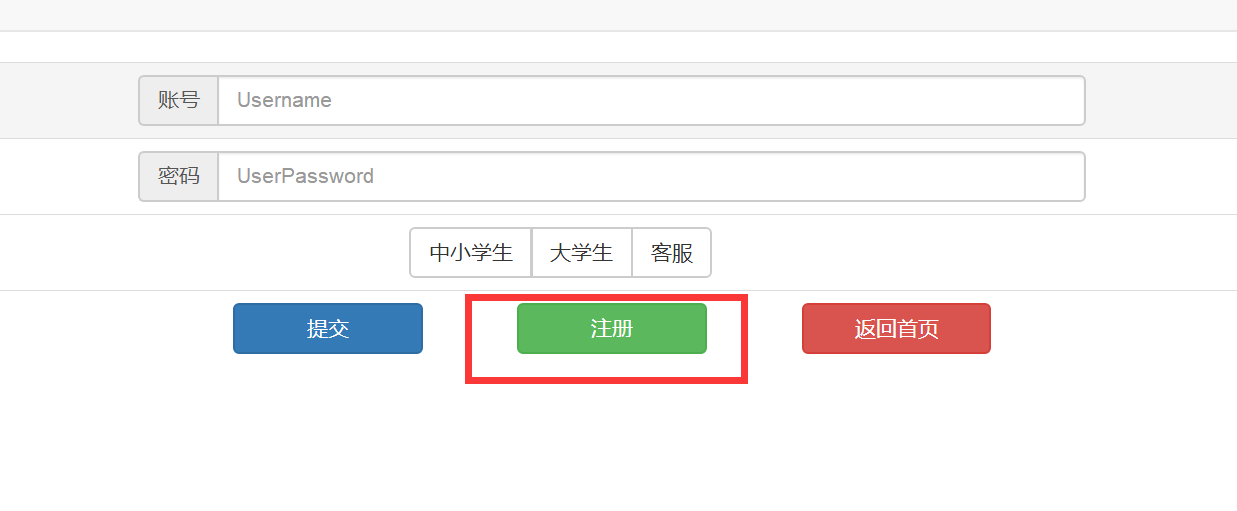 账号 Username
密码 UserPassword
中小学生 大学生 客服
提交 注册 返回首页